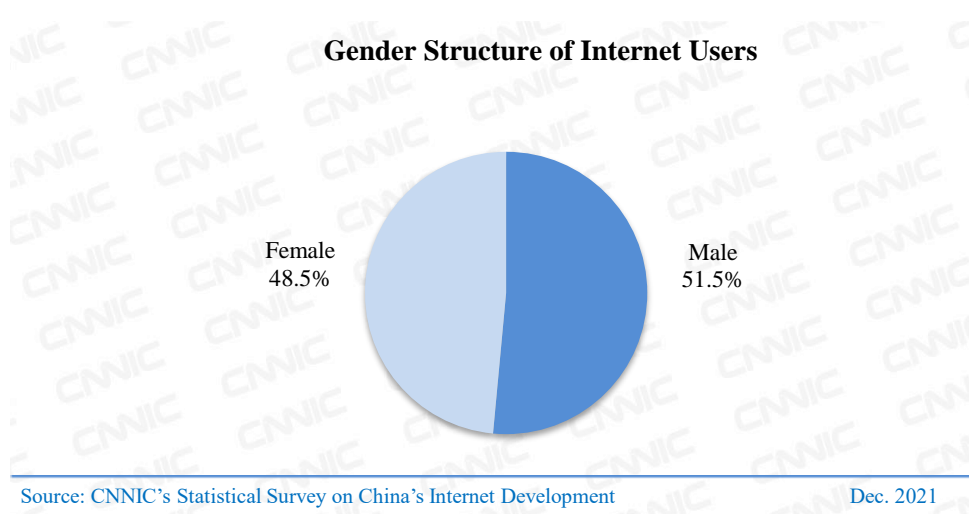 Gender Structure of Internet Users
Female
48.5%
Male
51.5%
Source: CNNIC's Statistical Survey on China's Internet Development Dec. 2021
CNNIC